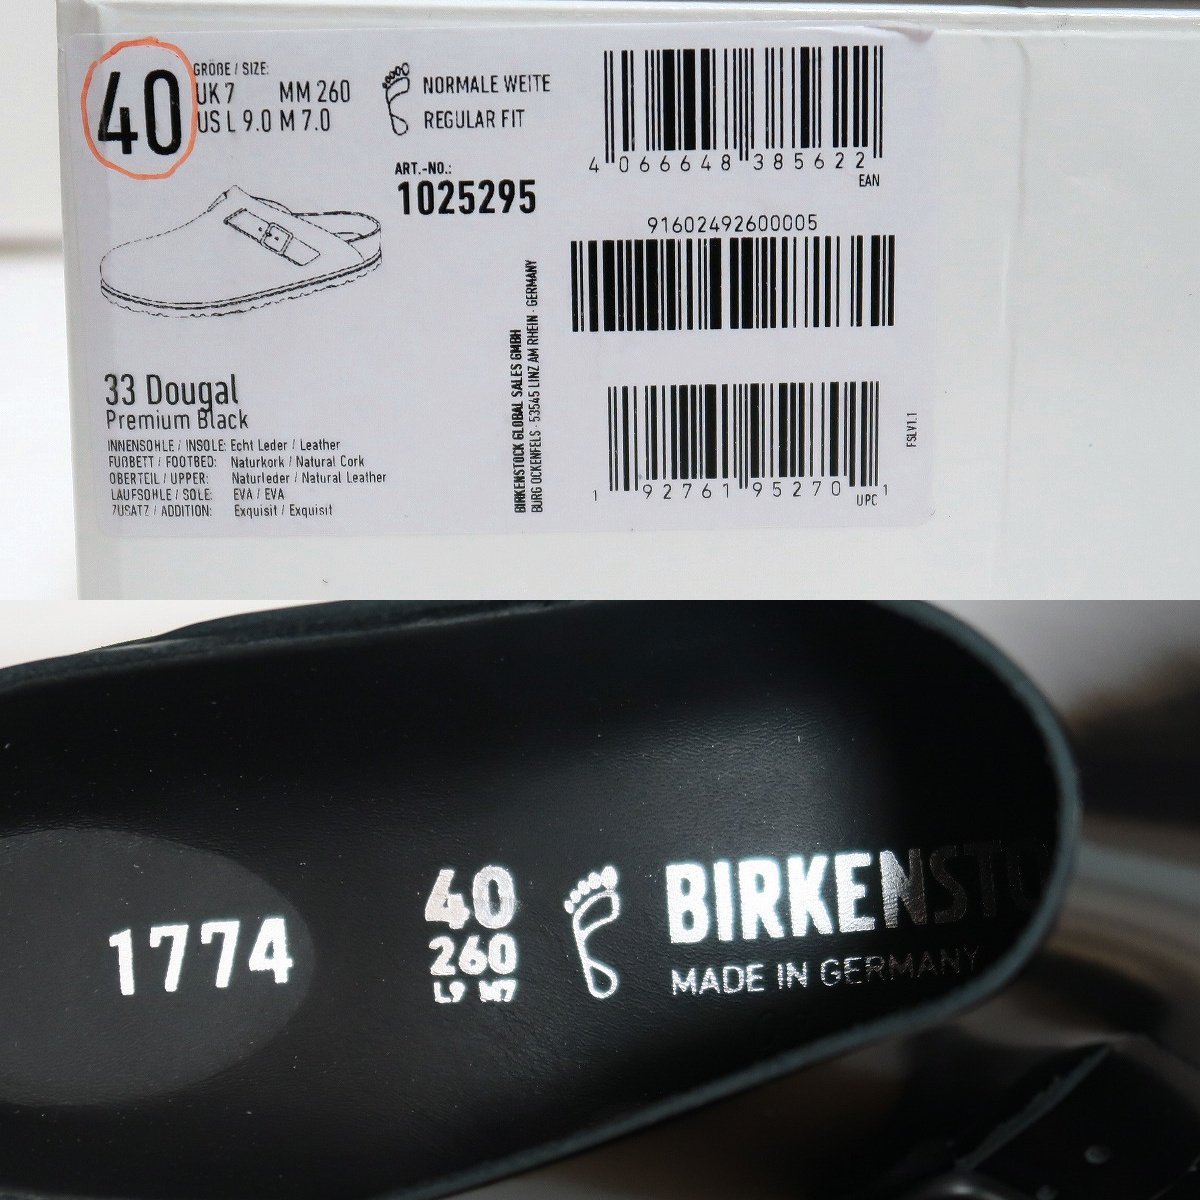 40
GRÖßE / SIZE:
UK 7 MM 260
US L 9.0 M 7.0
NORMALE WEITE
REGULAR FIT
ART.-NO.:
1025295
4 066648 385622
EAN
91602492600005
33 Dougal
Premium Black
INNENSOHLE / INSOLE: Echt Leder / Leather
FUßBETT / FOOTBED: Naturkork / Natural Cork
OBERTEIL / UPPER: Naturleder / Natural Leather
LAUFSOHLE / SOLE: EVA / EVA
ZUSATZ / ADDITION: Exquisit / Exquisit
BIRKENSTOCK GLOBAL SALES GMBH
BURG OCKENFELS · 53545 LINZ AM RHEIN · GERMANY
1 92761 95270 1
UPC
FSLV1.1
1774
40
260
L9 M7
BIRKENSTO
MADE IN GERMANY